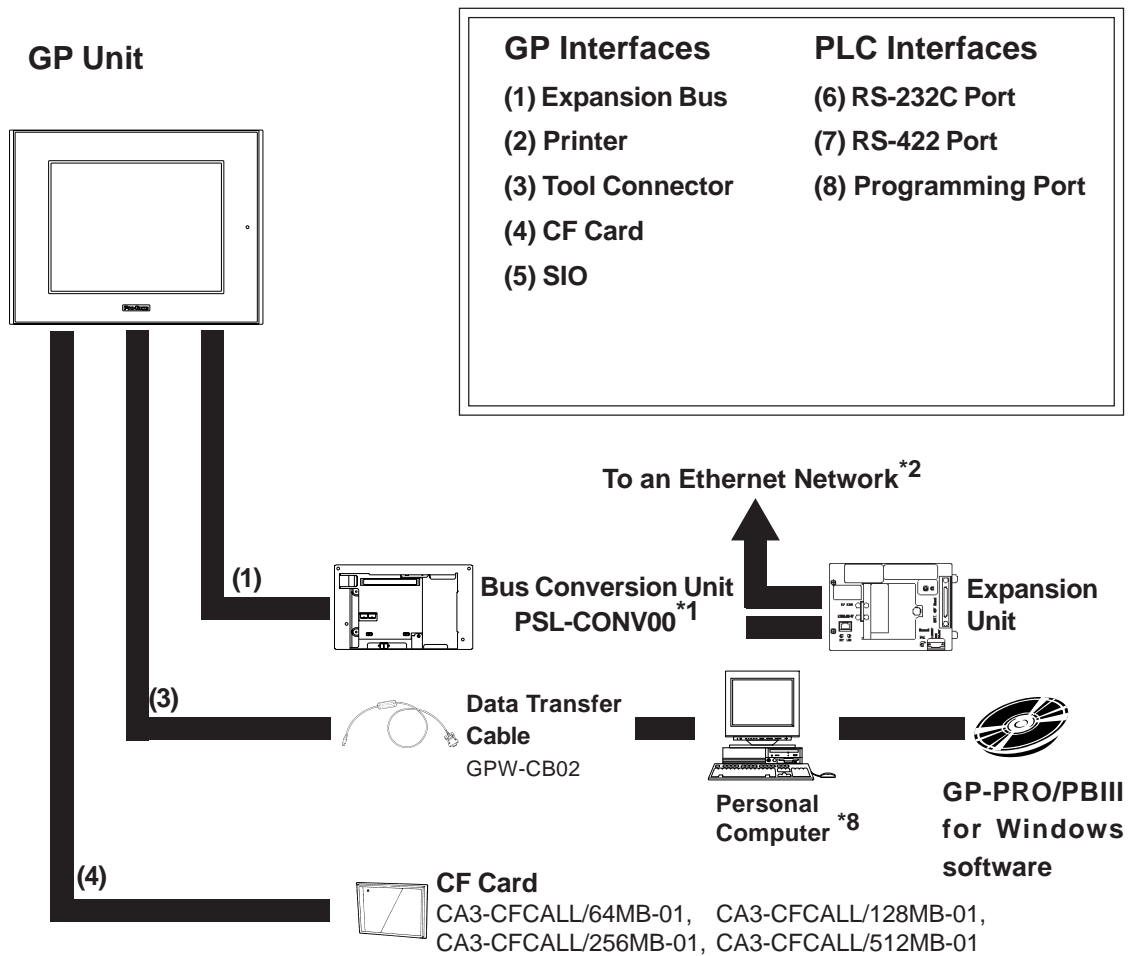 GP Unit
GP Interfaces
(1) Expansion Bus
(2) Printer
(3) Tool Connector
(4) CF Card
(5) SIO
PLC Interfaces
(6) RS-232C Port
(7) RS-422 Port
(8) Programming Port
To an Ethernet Network*2
(1)
Bus Conversion Unit
PSL-CONV00*1
Expansion
Unit
(3)
Data Transfer
Cable
GPW-CB02
Personal
Computer *8
GP-PRO/PBIII
for Windows
software
(4)
CF Card
CA3-CFCALL/64MB-01, CA3-CFCALL/128MB-01,
CA3-CFCALL/256MB-01, CA3-CFCALL/512MB-01